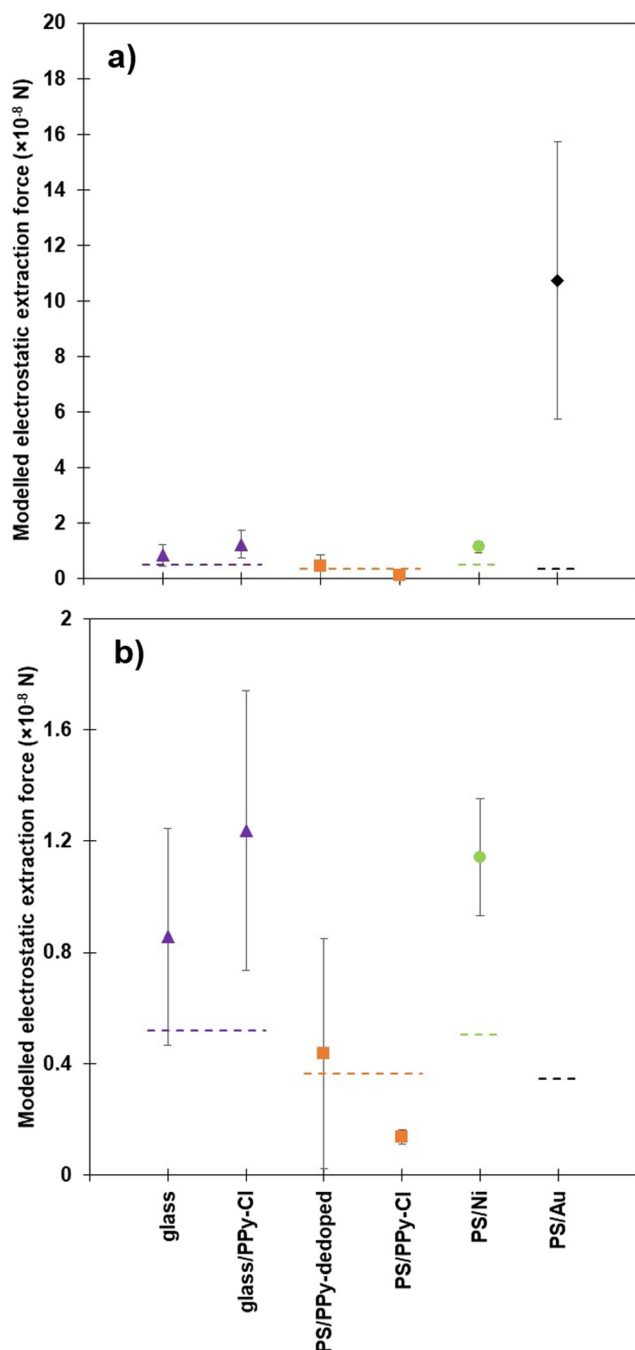 a)
Modelled electrostatic extraction force (×10⁻⁸ N)
20
18
16
14
12
10
8
6
4
2
0
b)
Modelled electrostatic extraction force (×10⁻⁸ N)
2
1.6
1.2
0.8
0.4
0
glass
glass/PPy-Cl
PS/PPy-dedoped
PS/PPy-Cl
PS/Ni
PS/Au